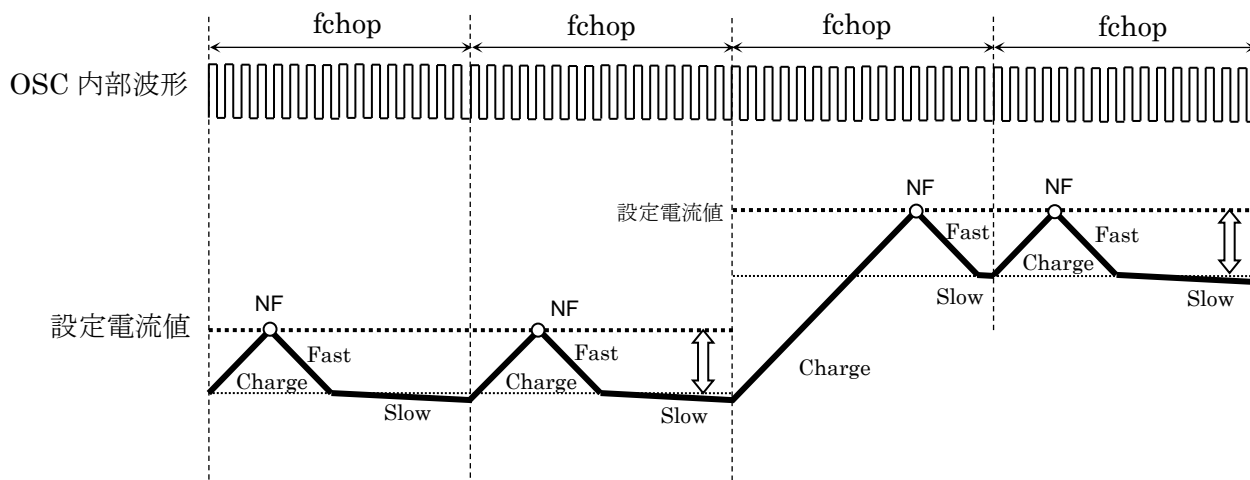 fchop fchop fchop fchop
OSC 内部波形
NF NF
設定電流値
Fast Fast
Charge
Slow Slow
NF NF
設定電流値
Fast Fast
Charge
Charge Charge
Slow Slow